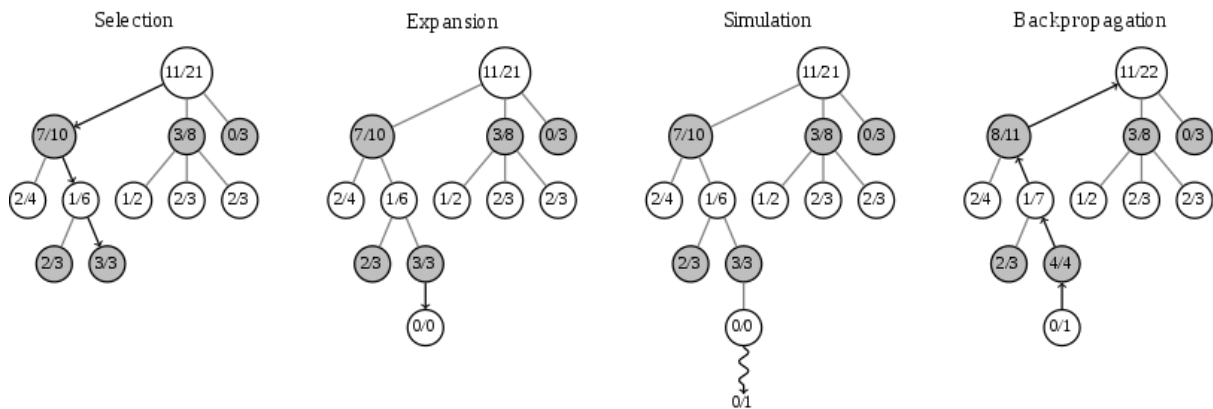 Selection Expansion Simulation Backpropagation
11/21 11/21 11/21 11/22
7/10 3/8 0/3 7/10 3/8 0/3 7/10 3/8 0/3 8/11 3/8 0/3
2/4 1/6 1/2 2/3 2/3 2/4 1/6 1/2 2/3 2/3 2/4 1/6 1/2 2/3 2/3 2/4 1/7 1/2 2/3 2/3
2/3 3/3 2/3 3/3 2/3 3/3 2/3 4/4
0/0 0/0 0/1
0/1